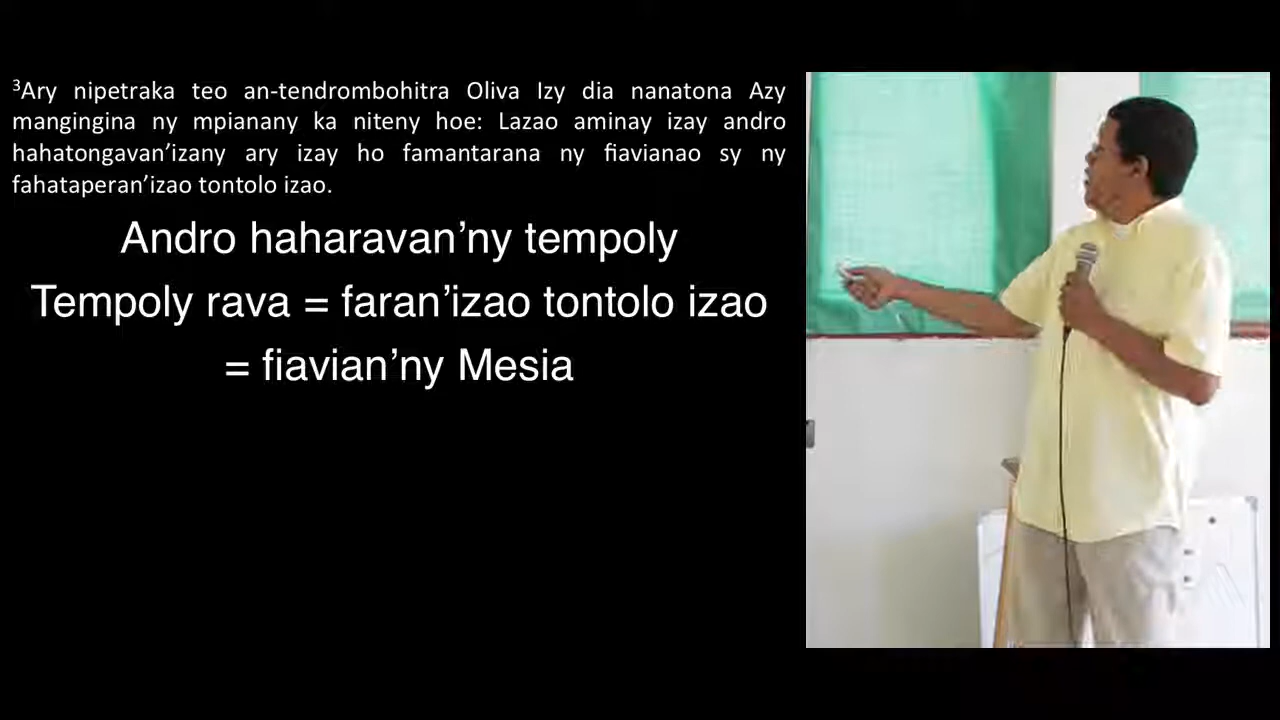 ³Ary nipetraka teo an-tendrombohitra Oliva Izy dia nanatona Azy
mangingina ny mpianany ka niteny hoe: Lazao aminay izay andro
hahatongavan’izany ary izay ho famantarana ny fiavianao sy ny
fahataperan’izao tontolo izao.
Andro haharavan’ny tempoly
Tempoly rava = faran’izao tontolo izao
= fiavian’ny Mesia